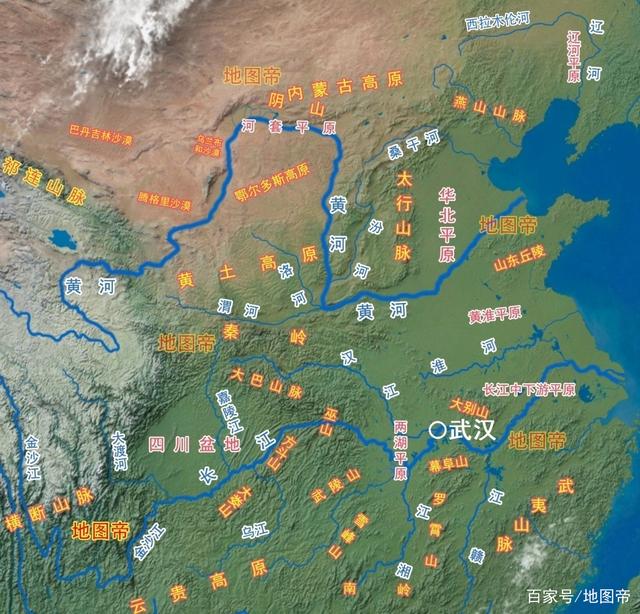 西拉木伦河
辽河
辽河平原
地图帝
阴山
内蒙古高原
燕山山脉
巴丹吉林沙漠
乌兰布
和沙漠
河套平原
桑干河
祁连山脉
腾格里沙漠
鄂尔多斯高原
太行山脉
华北平原
黄河
汾河
地图帝
山东丘陵
黄河
黄土高原
洛河
渭河
黄河
黄淮平原
地图帝
秦岭
汉江
淮河
大巴山脉
嘉陵江
长江中下游平原
大别山
巫山
两湖平原
武汉
地图帝
四川盆地
大渡河
金沙江
长江
方斗山
幕阜山
武陵山
大娄山
罗霄山
武夷山脉
横断山脉
地图帝
金沙江
乌江
雪峰山
湘江
赣江
云贵高原
南岭
百家号/地图帝